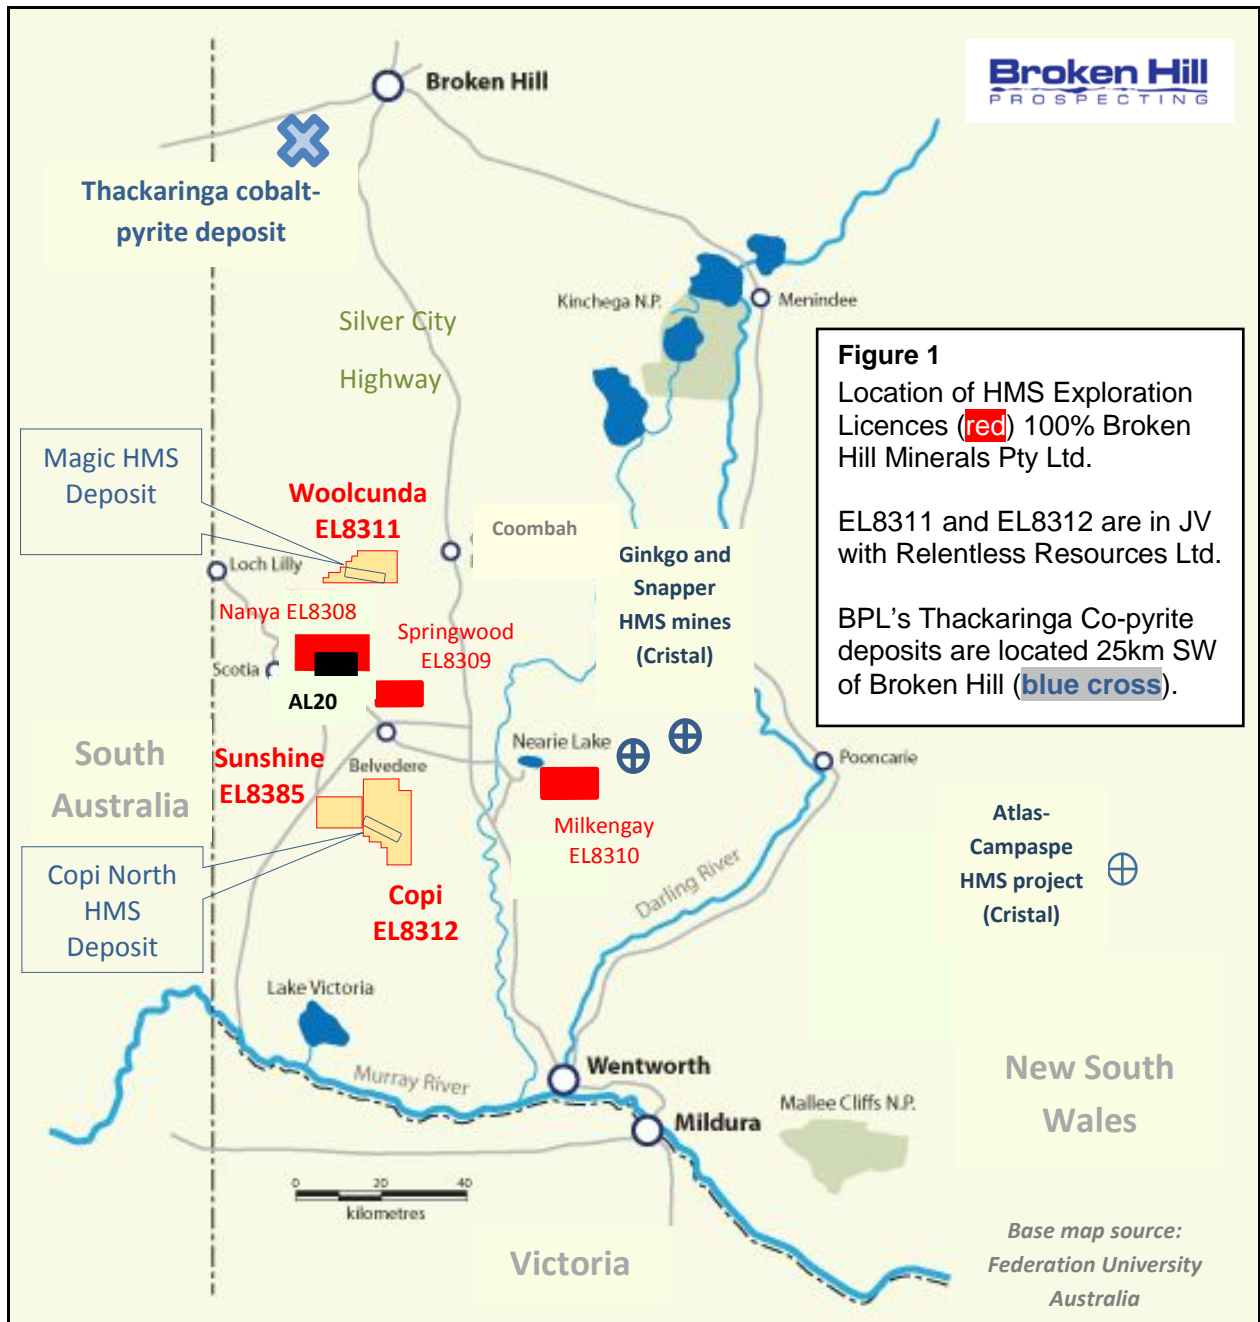 Broken Hill
Broken Hill
PROSPECTING
Thackaringa cobalt-
pyrite deposit
Kinchega N.P.
Menindee
Silver City
Highway
Figure 1
Location of HMS Exploration
Licences (red) 100% Broken
Hill Minerals Pty Ltd.
EL8311 and EL8312 are in JV
with Relentless Resources Ltd.
BPL's Thackaringa Co-pyrite
deposits are located 25km SW
of Broken Hill (blue cross).
Magic HMS
Deposit
Woolcunda
EL8311
Coombah
Loch Lilly
Ginkgo and
Snapper
HMS mines
(Cristal)
Nanya EL8308
Springwood
EL8309
Scotia
AL20
South
Australia
Sunshine
EL8385
Belvedere
Nearie Lake
Pooncarie
Milkengay
EL8310
Atlas-
Campaspe
HMS project
(Cristal)
Copi North
HMS
Deposit
Copi
EL8312
Darling River
Lake Victoria
Murray River
Wentworth
Mildura
Mallee Cliffs N.P.
New South
Wales
0 20 40
kilometres
Victoria
Base map source:
Federation University
Australia